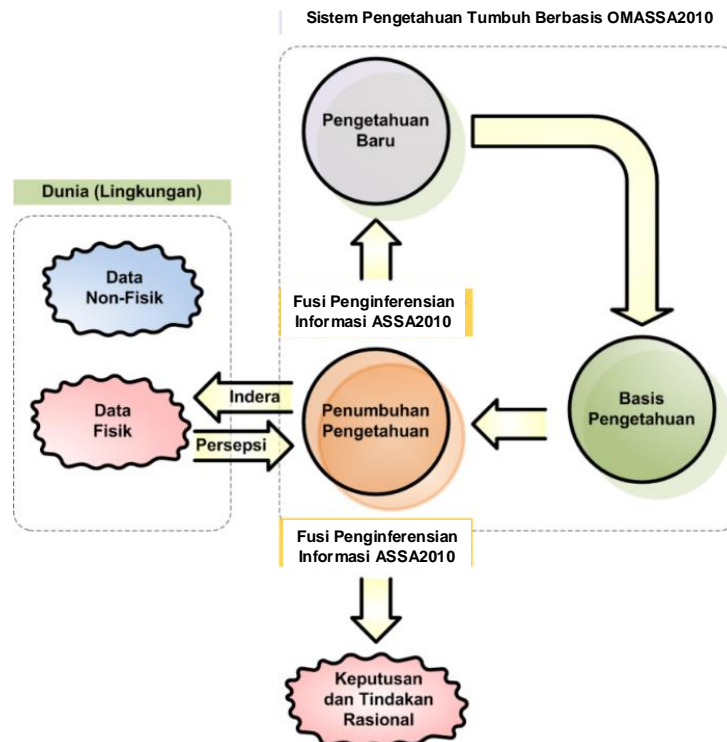 Sistem Pengetahuan Tumbuh Berbasis OMASSA2010
Pengetahuan
Baru
Dunia (Lingkungan)
Data
Non-Fisik
Fusi Penginferensian
Informasi ASSA2010
Data
Fisik
Indera
Persepsi
Penumbuhan
Pengetahuan
Basis
Pengetahuan
Fusi Penginferensian
Informasi ASSA2010
Keputusan
dan Tindakan
Rasional